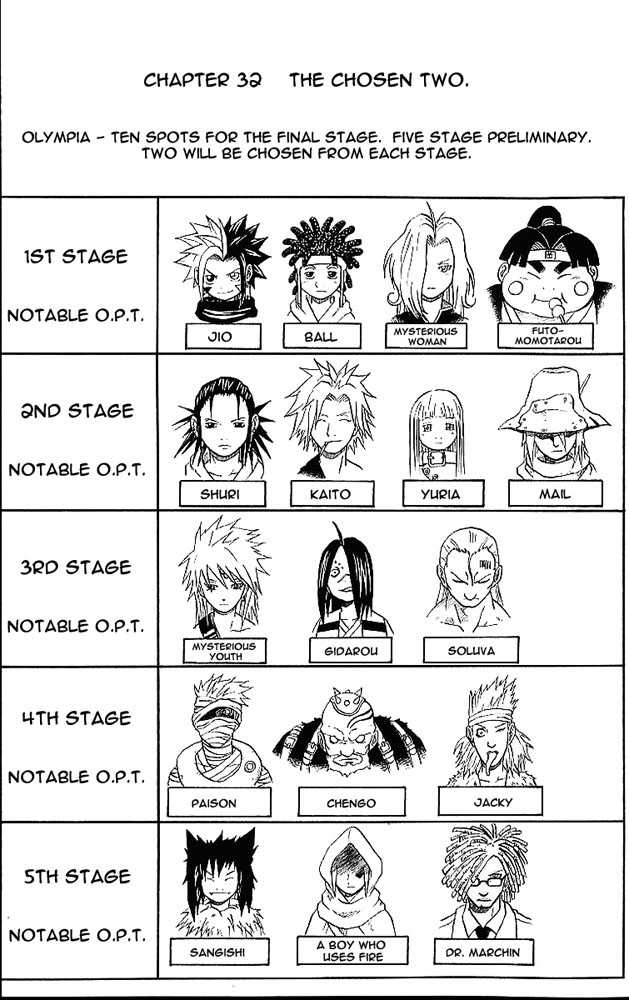 CHAPTER 32 THE CHOSEN TWO.
OLYMPIA - TEN SPOTS FOR THE FINAL STAGE. FIVE STAGE PRELIMINARY.
TWO WILL BE CHOSEN FROM EACH STAGE.
1ST STAGE
NOTABLE O.P.T.
JIO
BALL
MYSTERIOUS
WOMAN
FUTO-
MOMOTAROU
2ND STAGE
NOTABLE O.P.T.
SHURI
KAITO
YURIA
MAIL
3RD STAGE
NOTABLE O.P.T.
MYSTERIOUS
YOUTH
GIDAROU
SOLUVA
4TH STAGE
NOTABLE O.P.T.
PAISON
CHENGO
JACKY
5TH STAGE
NOTABLE O.P.T.
SANGISHI
A BOY WHO
USES FIRE
DR. MARCHIN